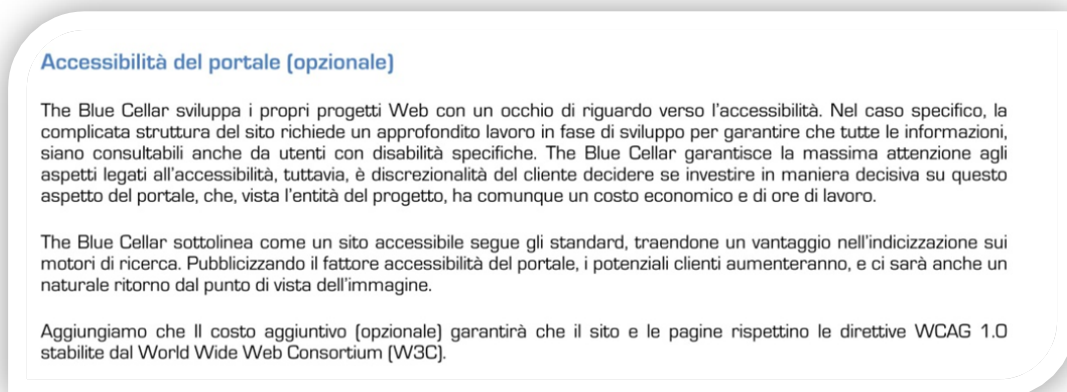 Accessibilità del portale (opzionale)
The Blue Cellar sviluppa i propri progetti Web con un occhio di riguardo verso l'accessibilità. Nel caso specifico, la
complicata struttura del sito richiede un approfondito lavoro in fase di sviluppo per garantire che tutte le informazioni,
siano consultabili anche da utenti con disabilità specifiche. The Blue Cellar garantisce la massima attenzione agli
aspetti legati all'accessibilità, tuttavia, è discrezionalità del cliente decidere se investire in maniera decisiva su questo
aspetto del portale, che, vista l'entità del progetto, ha comunque un costo economico e di ore di lavoro.
The Blue Cellar sottolinea come un sito accessibile segue gli standard, traendone un vantaggio nell'indicizzazione sui
motori di ricerca. Pubblicizzando il fattore accessibilità del portale, i potenziali clienti aumenteranno, e ci sarà anche un
naturale ritorno dal punto di vista dell'immagine.
Aggiungiamo che Il costo aggiuntivo (opzionale) garantirà che il sito e le pagine rispettino le direttive WCAG 1.0
stabilite dal World Wide Web Consortium (W3C).